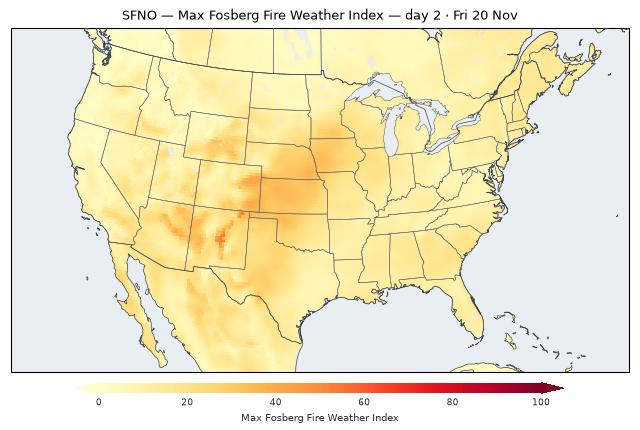 SFNO — Max Fosberg Fire Weather Index — day 2 · Fri 20 Nov
0 20 40 60 80 100
Max Fosberg Fire Weather Index